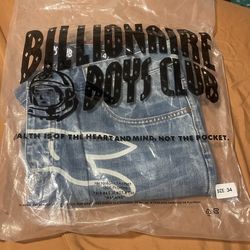 BILLIONAIRE
BOYS CLUB
ALTH IS OF THE HEART AND MIND, NOT THE POCKET.
SIZE 34